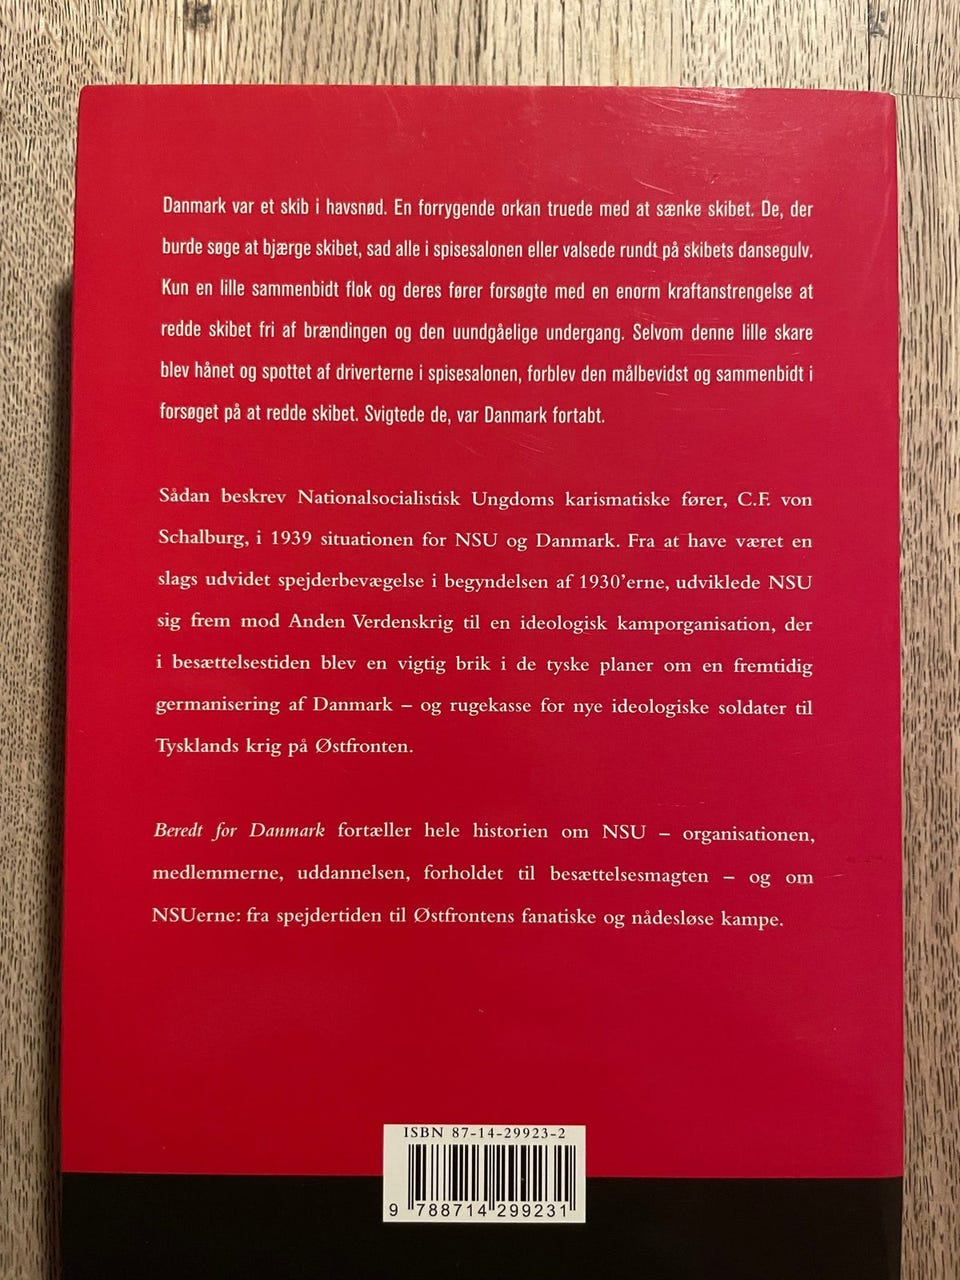 Danmark var et skib i havsnød. En forrygende orkan truede med at sænke skibet. De, der
burde søge at bjærge skibet, sad alle i spisesalonen eller valsede rundt på skibets dansegulv.
Kun en lille sammenbidt flok og deres fører forsøgte med en enorm kraftanstrengelse at
redde skibet fri af brændingen og den uundgåelige undergang. Selvom denne lille skare
blev hånet og spottet af driverterne i spisesalonen, forblev den målbevidst og sammenbidt i
forsøget på at redde skibet. Svigtede de, var Danmark fortabt.
Sådan beskrev Nationalsocialistisk Ungdoms karismatiske fører, C.F. von
Schalburg, i 1939 situationen for NSU og Danmark. Fra at have været en
slags udvidet spejderbevægelse i begyndelsen af 1930'erne, udviklede NSU
sig frem mod Anden Verdenskrig til en ideologisk kamporganisation, der
i besættelsestiden blev en vigtig brik i de tyske planer om en fremtidig
germanisering af Danmark – og rugekasse for nye ideologiske soldater til
Tysklands krig på Østfronten.
Beredt for Danmark fortæller hele historien om NSU – organisationen,
medlemmerne, uddannelsen, forholdet til besættelsesmagten – og om
NSUerne: fra spejdertiden til Østfrontens fanatiske og nådesløse kampe.
ISBN 87-14-29923-2
9 788714 299231